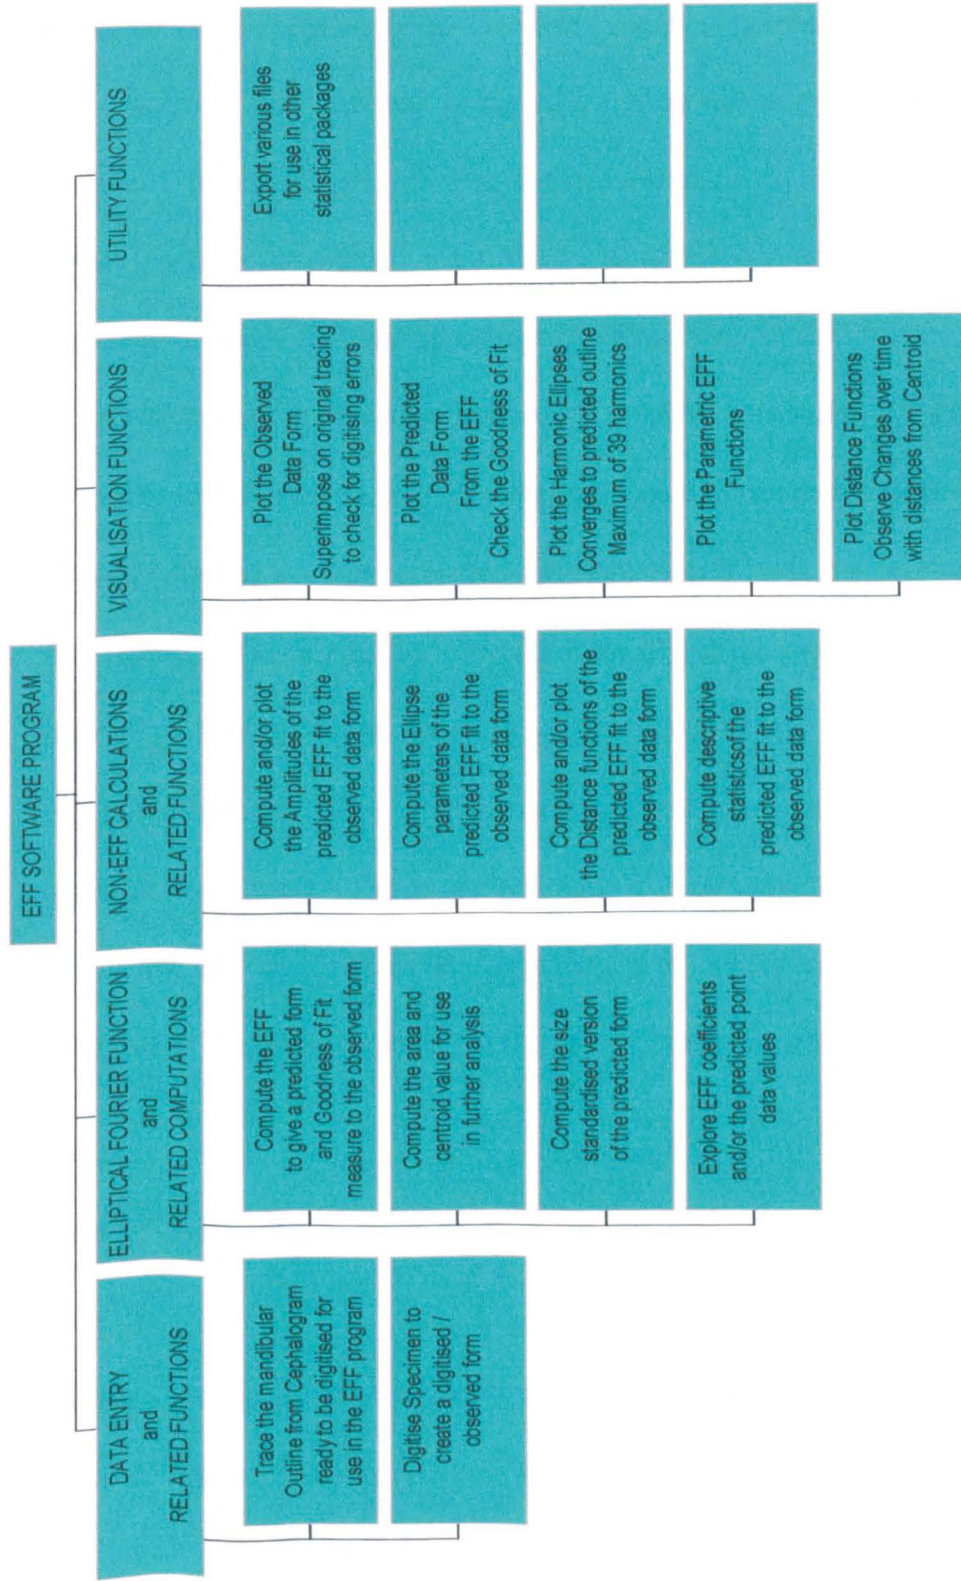 EFF SOFTWARE PROGRAM
DATA ENTRY
and
RELATED FUNCTIONS
Trace the mandibular
Outline from Cephalogram
ready to be digitised for
use in the EFF program
Digitise Specimen to
create a digitised /
observed form
ELLIPTICAL FOURIER FUNCTION
and
RELATED COMPUTATIONS
Compute the EFF
to give a predicted form
and Goodness of Fit
measure to the observed form
Compute the area and
centroid value for use
in further analysis
Compute the size
standardised version
of the predicted form
Explore EFF coefficients
and/or the predicted point
data values
NON-EFF CALCULATIONS
and
RELATED FUNCTIONS
Compute and/or plot
the Amplitudes of the
predicted EFF fit to the
observed data form
Compute the Ellipse
parameters of the
predicted EFF fit to the
observed data form
Compute and/or plot
the Distance functions of the
predicted EFF fit to the
observed data form
Compute descriptive
statisticsof the
predicted EFF fit to the
observed data form
VISUALISATION FUNCTIONS
Plot the Observed
Data Form
Superimpose on original tracing
to check for digitising errors
Plot the Predicted
Data Form
From the EFF
Check the Goodness of Fit
Plot the Harmonic Ellipses
Converges to predicted outline
Maximum of 39 harmonics
Plot the Parametric EFF
Functions
Plot Distance Functions
Observe Changes over time
with distances from Centroid
UTILITY FUNCTIONS
Export various files
for use in other
statistical packages